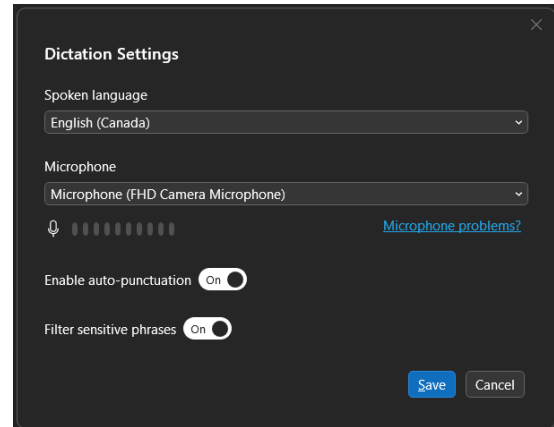 Dictation Settings
Spoken language
English (Canada)
Microphone
Microphone (FHD Camera Microphone)
Microphone problems?
Enable auto-punctuation On
Filter sensitive phrases On
Save Cancel